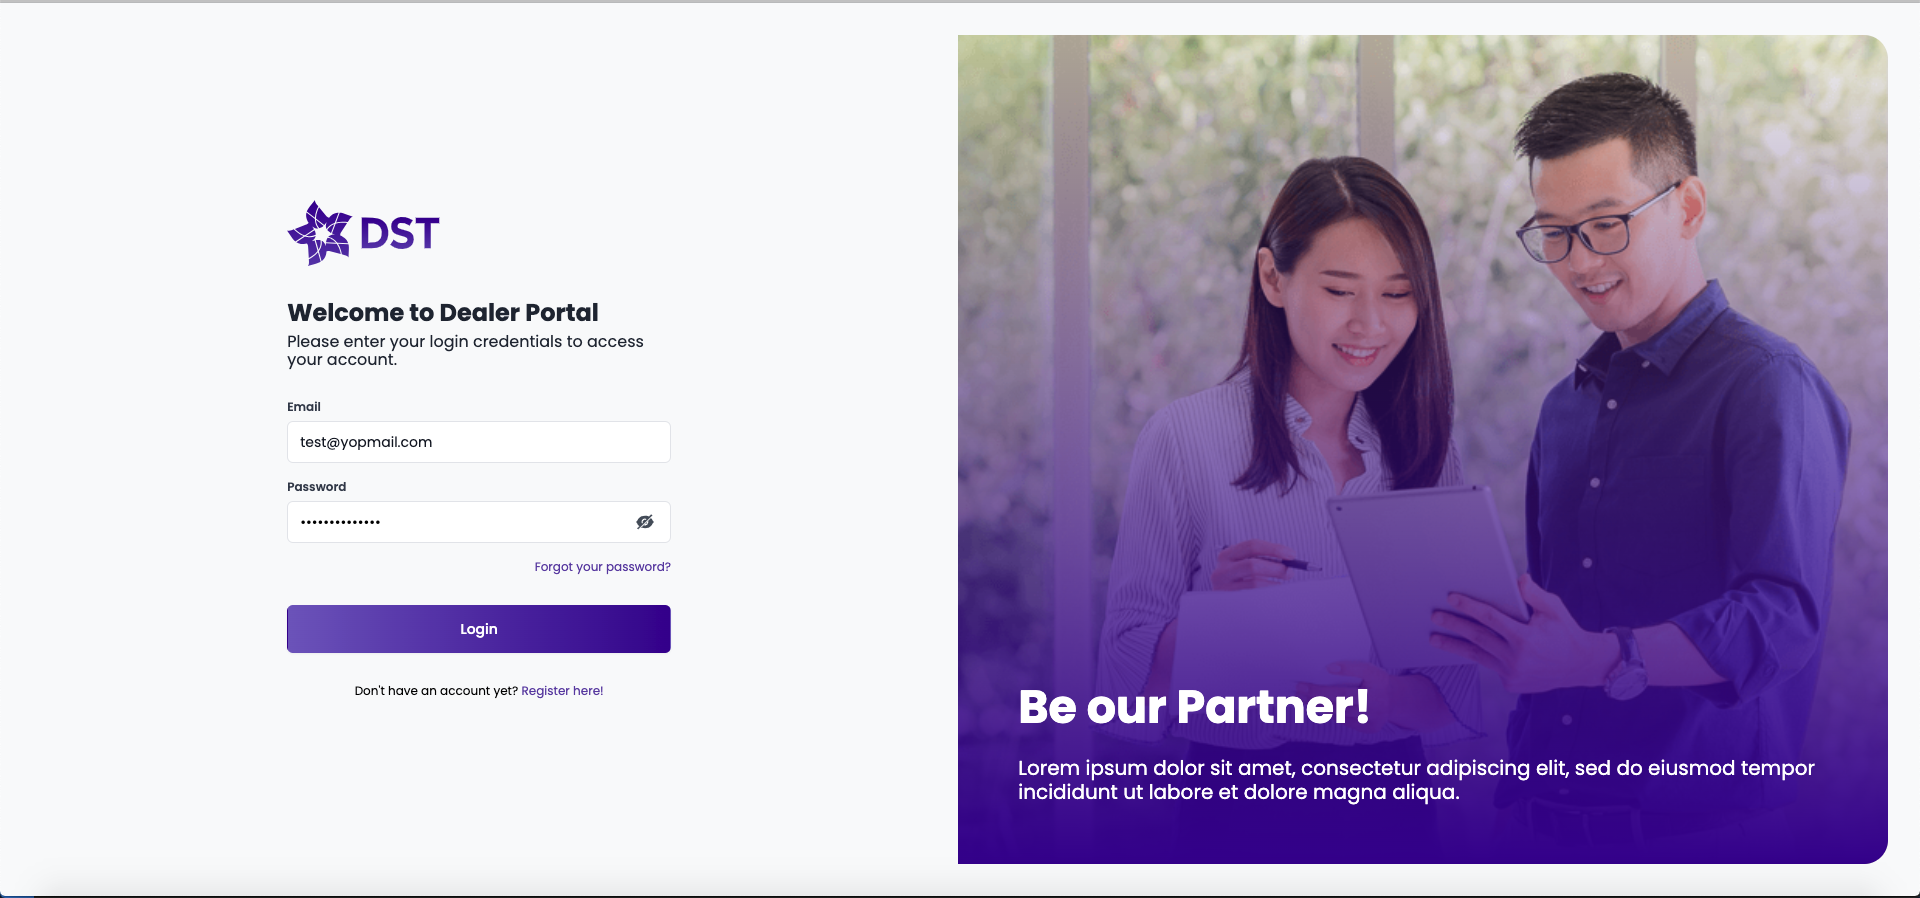 DST
Welcome to Dealer Portal
Please enter your login credentials to access
your account.
Email
test@yopmail.com
Password
••••••••••••••
Forgot your password?
Login
Don't have an account yet? Register here!
Be our Partner!
Lorem ipsum dolor sit amet, consectetur adipiscing elit, sed do eiusmod tempor
incididunt ut labore et dolore magna aliqua.